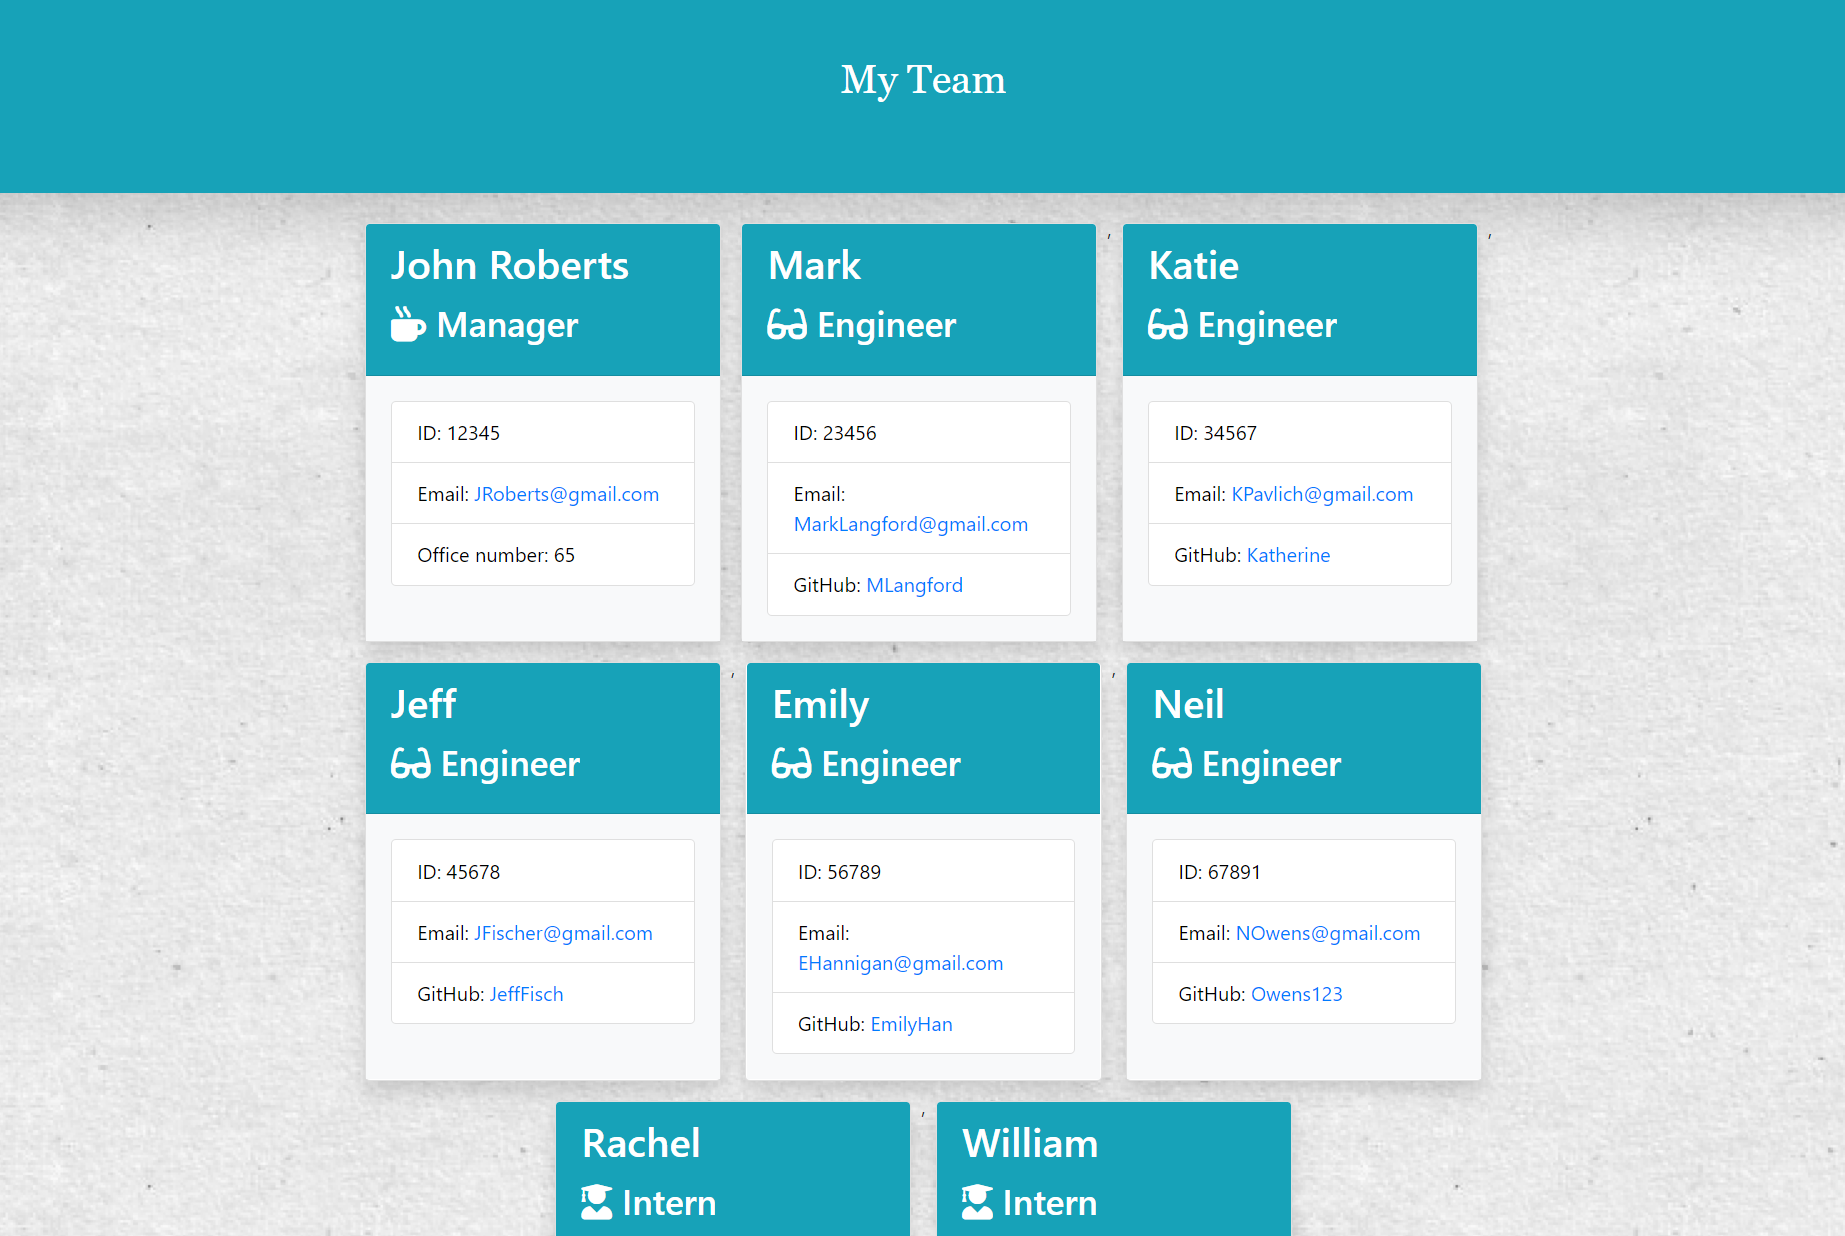 My Team
John Roberts
Manager
ID: 12345
Email: JRoberts@gmail.com
Office number: 65
Mark
Engineer
ID: 23456
Email:
MarkLangford@gmail.com
GitHub: MLangford
,
Katie
Engineer
ID: 34567
Email: KPavlich@gmail.com
GitHub: Katherine
,
Jeff
Engineer
ID: 45678
Email: JFischer@gmail.com
GitHub: JeffFisch
,
Emily
Engineer
ID: 56789
Email:
EHannigan@gmail.com
GitHub: EmilyHan
,
Neil
Engineer
ID: 67891
Email: NOwens@gmail.com
GitHub: Owens123
Rachel
Intern
,
William
Intern